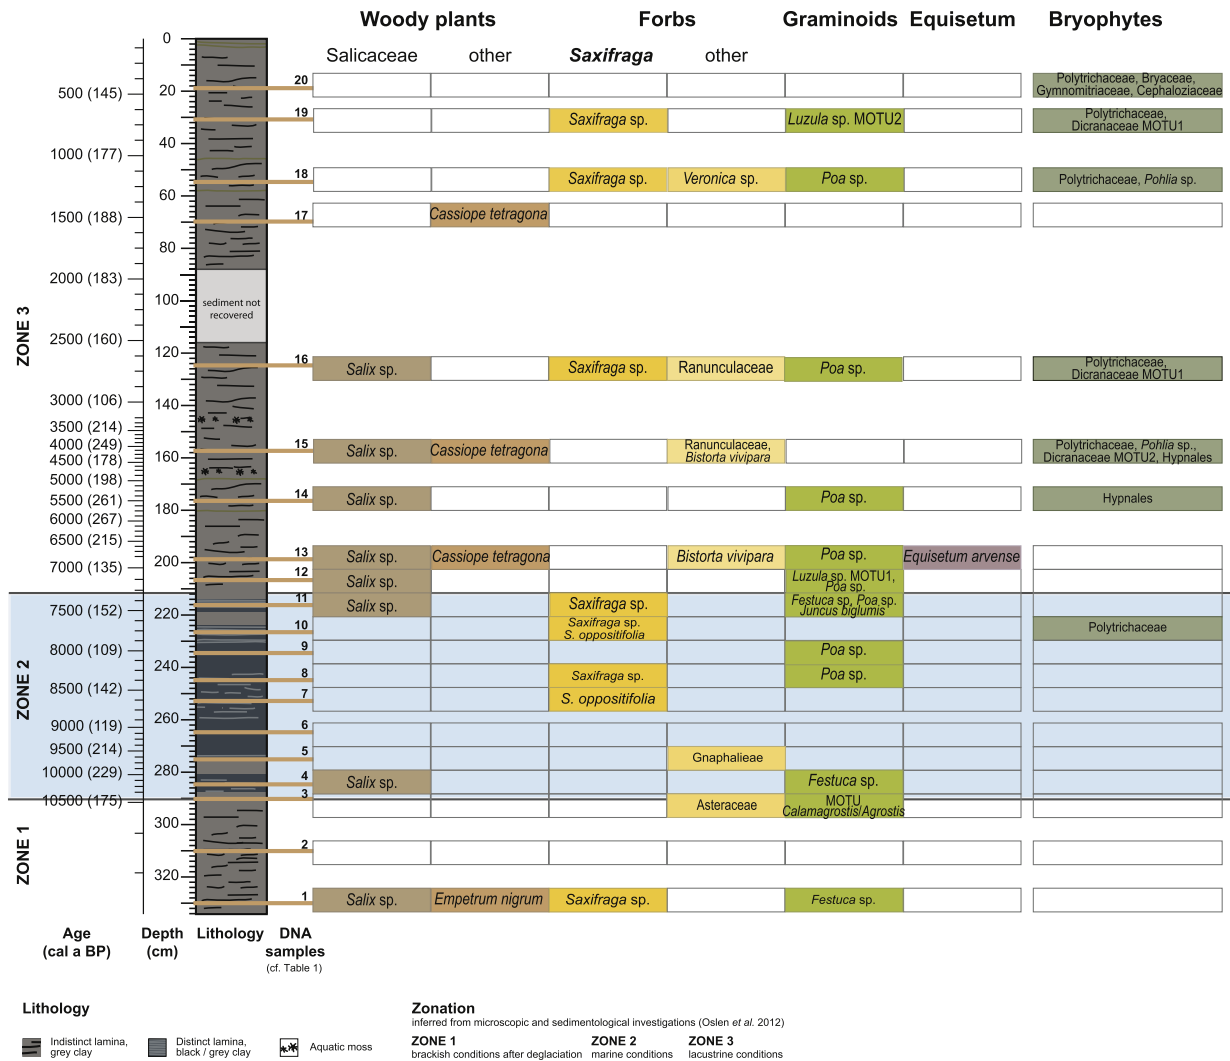 Woody plants Forbs Graminoids Equisetum Bryophytes
Salicaceae other Saxifraga other
0
20
40
60
80
100
120
140
160
180
200
220
240
260
280
300
320
500 (145)
1000 (177)
1500 (188)
2000 (183)
2500 (160)
3000 (106)
3500 (214)
4000 (249)
4500 (178)
5000 (198)
5500 (261)
6000 (267)
6500 (215)
7000 (135)
7500 (152)
8000 (109)
8500 (142)
9000 (119)
9500 (214)
10000 (229)
10500 (175)
ZONE 3
ZONE 2
ZONE 1
sediment not
recovered
20 Polytrichaceae, Bryaceae,
Gymnomitriaceae, Cephaloziaceae
19 Saxifraga sp. Luzula sp. MOTU2 Polytrichaceae,
Dicranaceae MOTU1
18 Saxifraga sp. Veronica sp. Poa sp. Polytrichaceae, Pohlia sp.
17 Cassiope tetragona
16 Salix sp. Saxifraga sp. Ranunculaceae Poa sp. Polytrichaceae,
Dicranaceae MOTU1
15 Salix sp. Cassiope tetragona Ranunculaceae,
Bistorta vivipara Polytrichaceae, Pohlia sp.,
Dicranaceae MOTU2, Hypnales
14 Salix sp. Poa sp. Hypnales
13 Salix sp. Cassiope tetragona Bistorta vivipara Poa sp. Equisetum arvense
12 Salix sp. Luzula sp. MOTU1,
Poa sp.
11 Salix sp. Saxifraga sp. Festuca sp, Poa sp.
Juncus biglumis
10 Saxifraga sp. Polytrichaceae
S. oppositifolia
9 Poa sp.
8 Saxifraga sp. Poa sp.
7 S. oppositifolia
6
5 Gnaphalieae
4 Salix sp. Festuca sp.
3 Asteraceae MOTU
Calamagrostis/Agrostis
2
1 Salix sp. Empetrum nigrum Saxifraga sp. Festuca sp.
Age Depth Lithology DNA
(cal a BP) (cm) samples
(cf. Table 1)
Lithology
Indistinct lamina,
grey clay
Distinct lamina,
black / grey clay
Aquatic moss
Zonation
inferred from microscopic and sedimentological investigations (Oslen et al. 2012)
ZONE 1 ZONE 2 ZONE 3
brackish conditions after deglaciation marine conditions lacustrine conditions